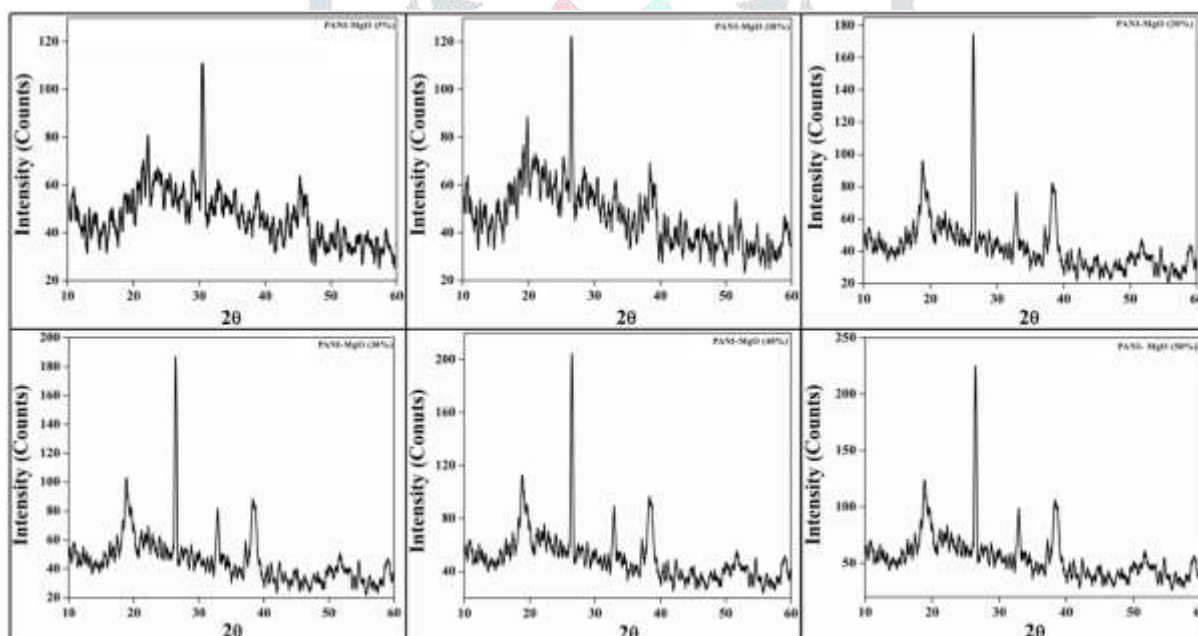 PANI-MgO (5%)
Intensity (Counts)
120
100
80
60
40
20
10 20 30 40 50 60
2θ
PANI-MgO (10%)
Intensity (Counts)
120
100
80
60
40
20
10 20 30 40 50 60
2θ
PANI-MgO (20%)
Intensity (Counts)
180
160
140
120
100
80
60
40
20
10 20 30 40 50 60
2θ
PANI-MgO (30%)
Intensity (Counts)
200
180
160
140
120
100
80
60
40
20
10 20 30 40 50 60
2θ
PANI-MgO (40%)
Intensity (Conuts)
200
160
120
80
40
10 20 30 40 50 60
2θ
PANI- MgO (50%)
Intensity (Counts)
250
200
150
100
50
10 20 30 40 50 60
2θ